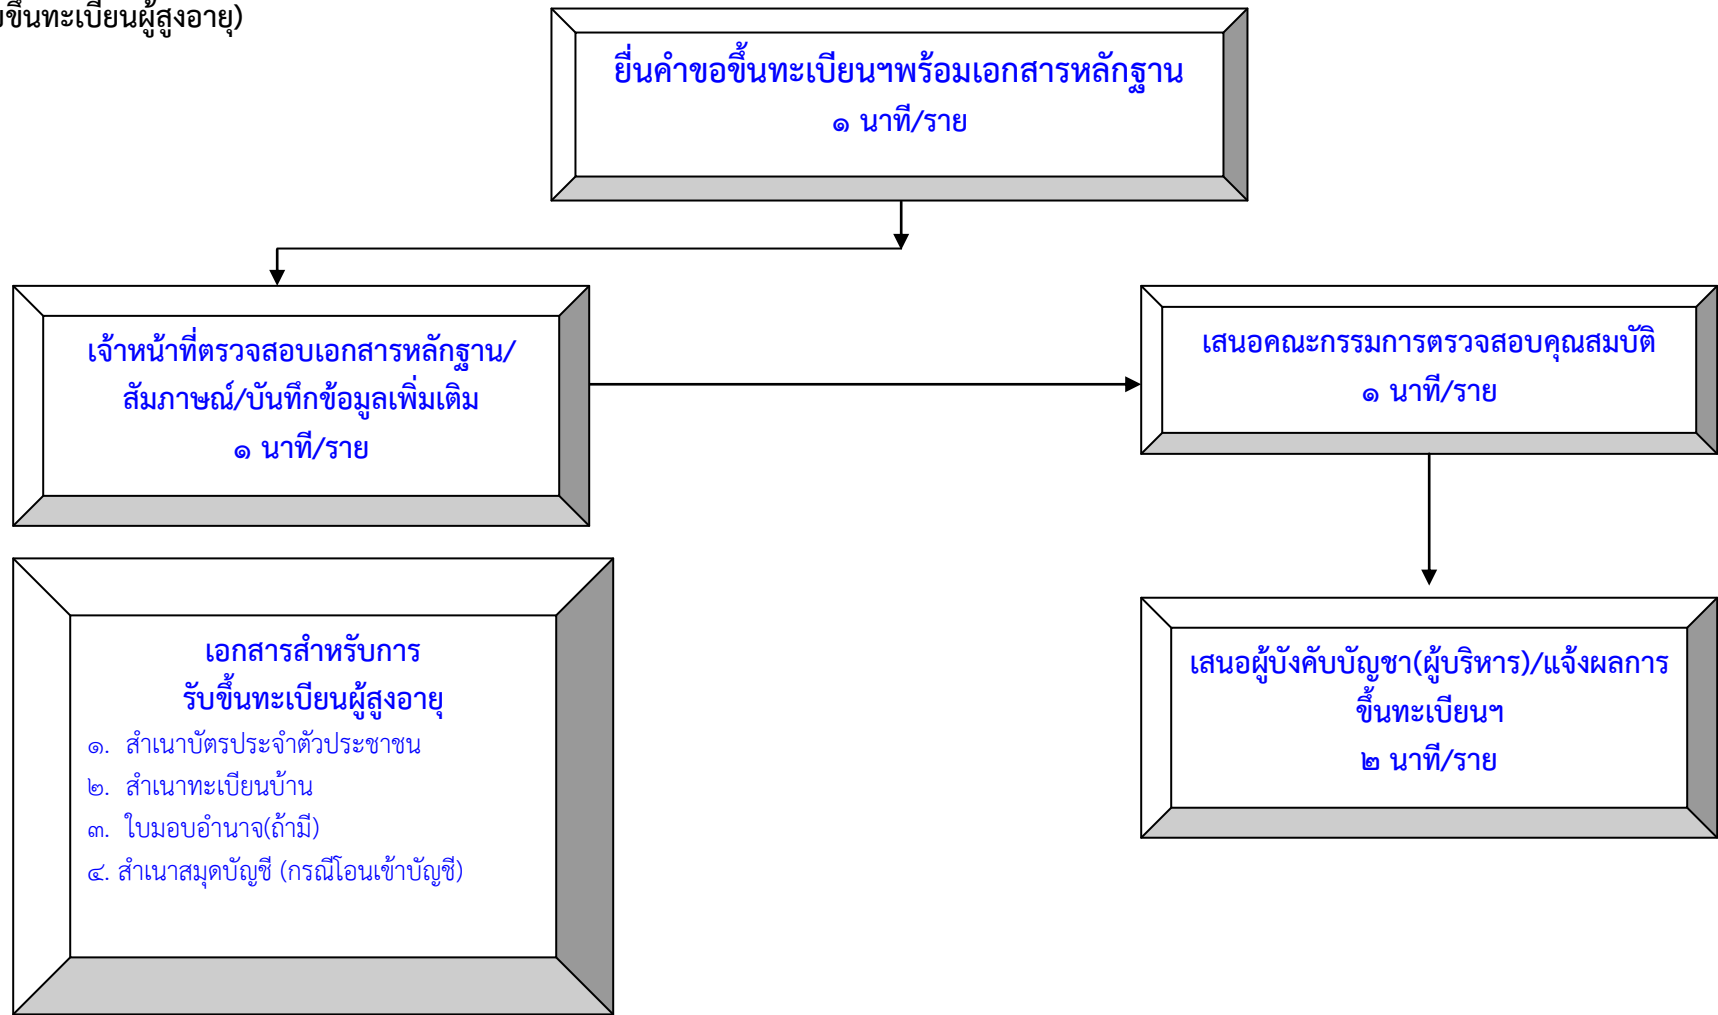 ขึ้นทะเบียนผู้สูงอายุ)
ยื่นคำขอขึ้นทะเบียนฯพร้อมเอกสารหลักฐาน
๑ นาที/ราย
เจ้าหน้าที่ตรวจสอบเอกสารหลักฐาน/
สัมภาษณ์/บันทึกข้อมูลเพิ่มเติม
๑ นาที/ราย
เสนอคณะกรรมการตรวจสอบคุณสมบัติ
๑ นาที/ราย
เอกสารสำหรับการ
รับขึ้นทะเบียนผู้สูงอายุ
๑. สำเนาบัตรประจำตัวประชาชน
๒. สำเนาทะเบียนบ้าน
๓. ใบมอบอำนาจ(ถ้ามี)
๔. สำเนาสมุดบัญชี (กรณีโอนเข้าบัญชี)
เสนอผู้บังคับบัญชา(ผู้บริหาร)/แจ้งผลการ
ขึ้นทะเบียนฯ
๒ นาที/ราย